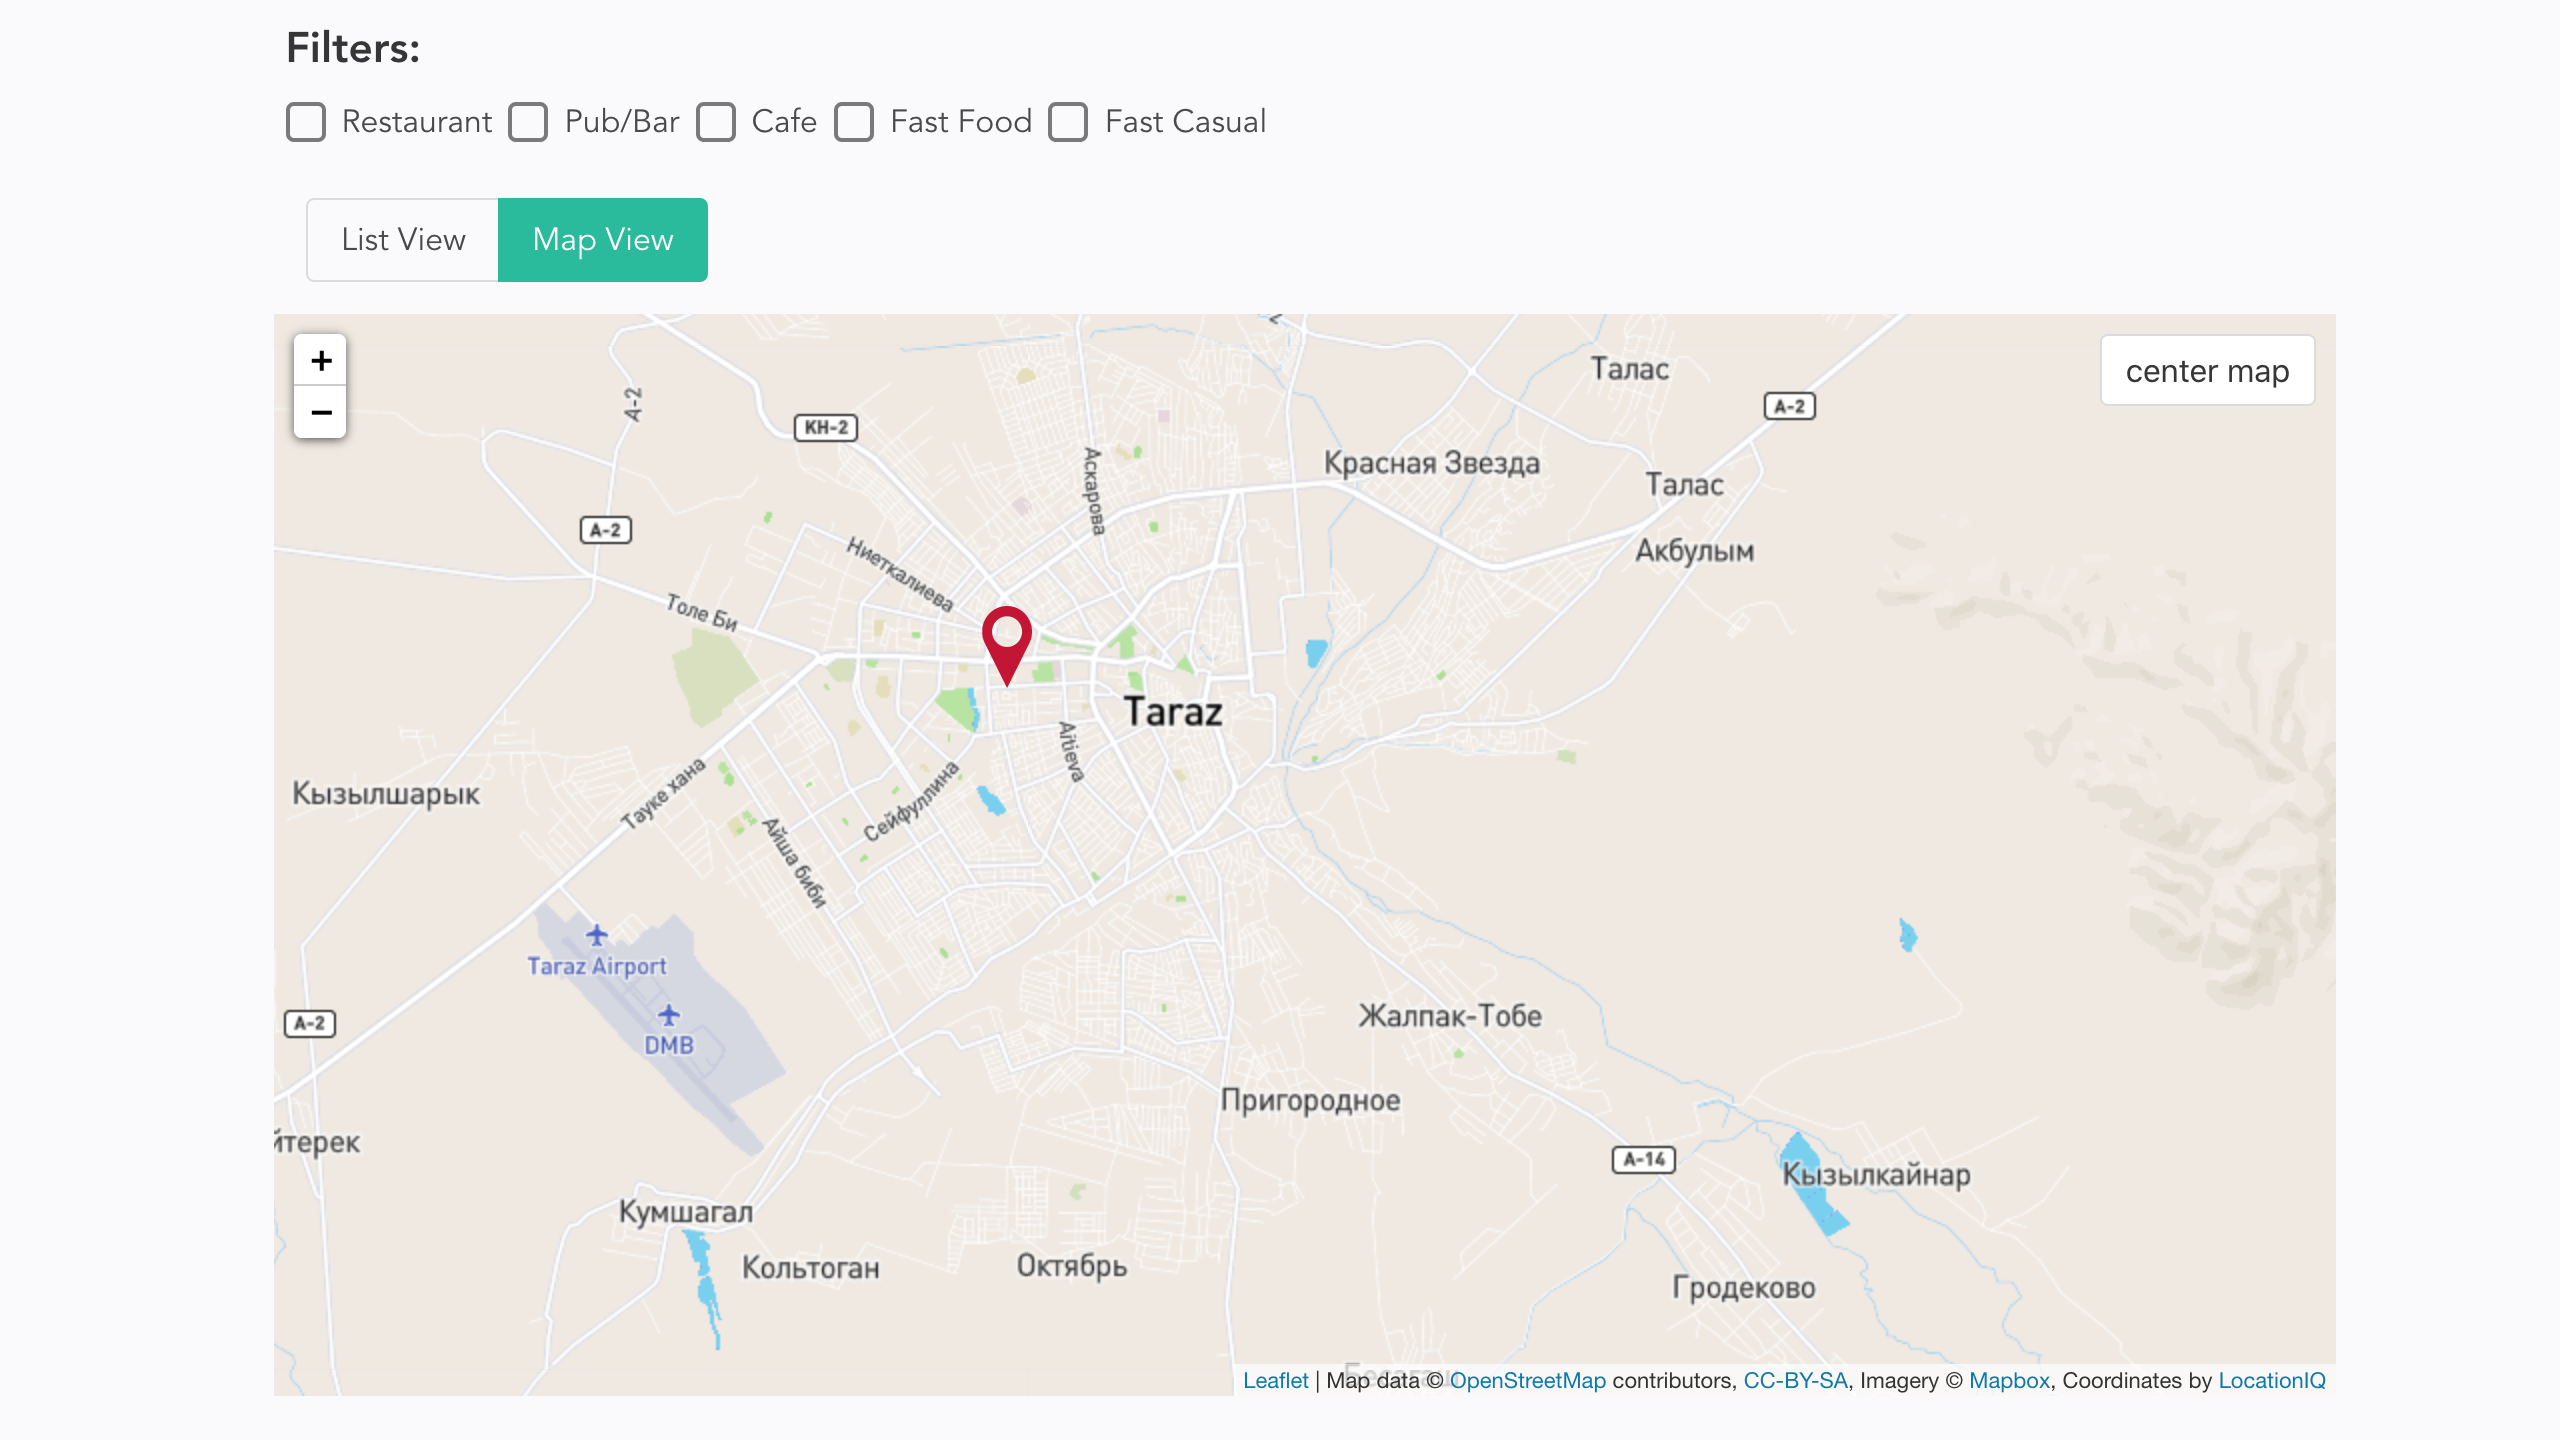 Filters:
Restaurant Pub/Bar Cafe Fast Food Fast Casual
List View Map View
+
−
center map
Талас
A-2
A-2
KH-2
Аскарова
Красная Звезда
Талас
A-2
Акбулым
Ниеткалиева
Толе Би
Taraz
Aitieva
Кызылшарык
Тауке хана
Сейфуллина
Айша биби
Taraz Airport
DMB
A-2
Жалпак-Тобе
Пригородное
йтерек
A-14
Кызылкайнар
Кумшагал
Кольтоган
Октябрь
Гродеково
Leaflet | Map data © OpenStreetMap contributors, CC-BY-SA, Imagery © Mapbox, Coordinates by LocationIQ